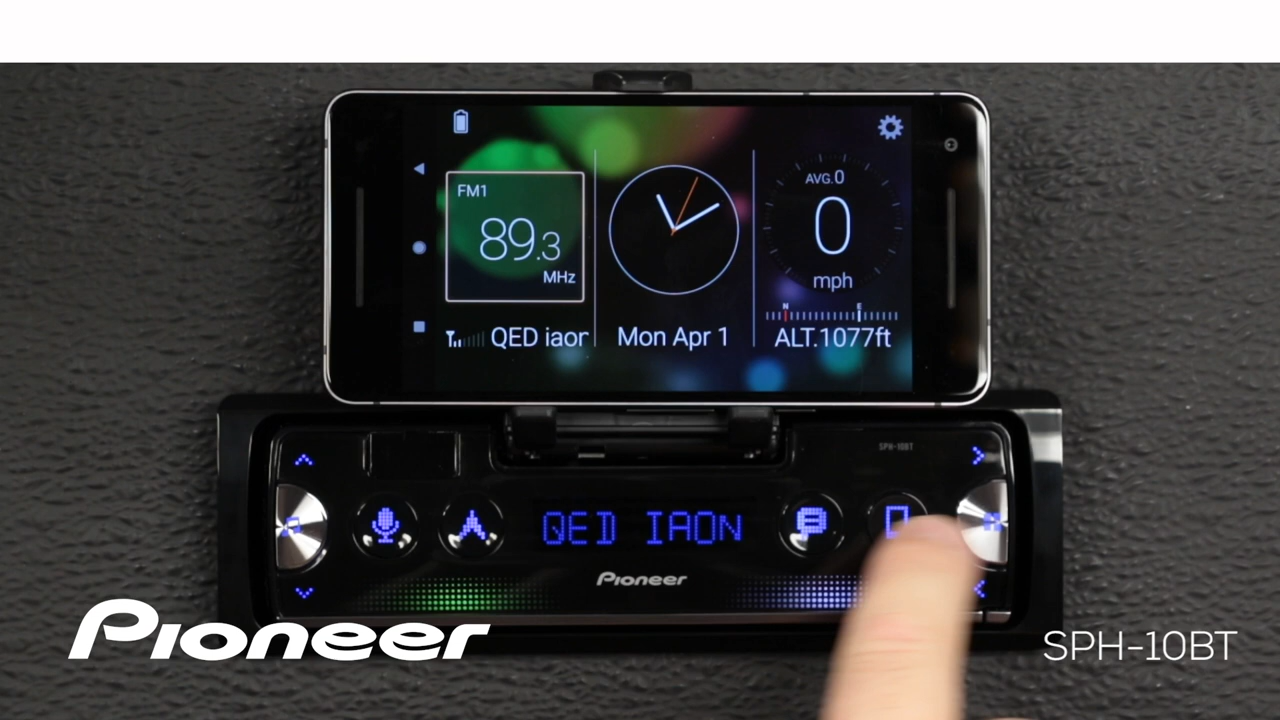 AVG.0
FM1
89.3
0
MHz
mph
N E
QED iaor
Mon Apr 1
ALT.1077ft
SPH-10BT
QED IAON
Pioneer
Pioneer
SPH-10BT